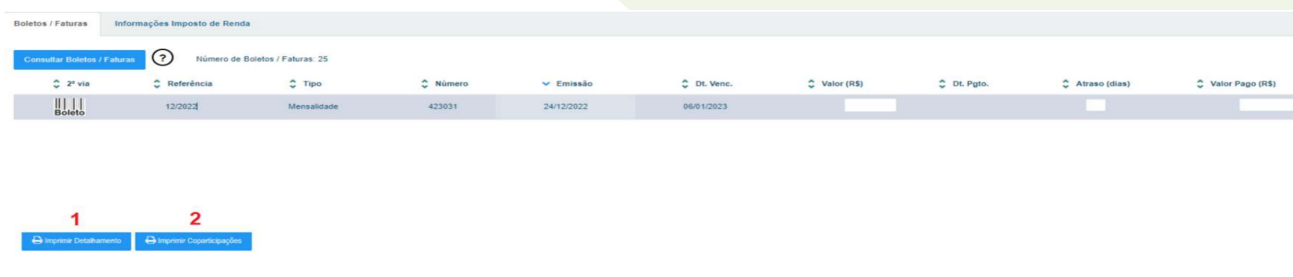 Boletos / Faturas Informações Imposto de Renda
Consultar Boletos / Faturas ? Número de Boletos / Faturas: 25
2ª via Referência Tipo Número Emissão Dt. Venc. Valor (R$) Dt. Pgto. Atraso (dias) Valor Pago (R$)
Boleto 12/2022 Mensalidade 423031 24/12/2022 06/01/2023
1 2
Imprimir Detalhamento Imprimir Coparticipações